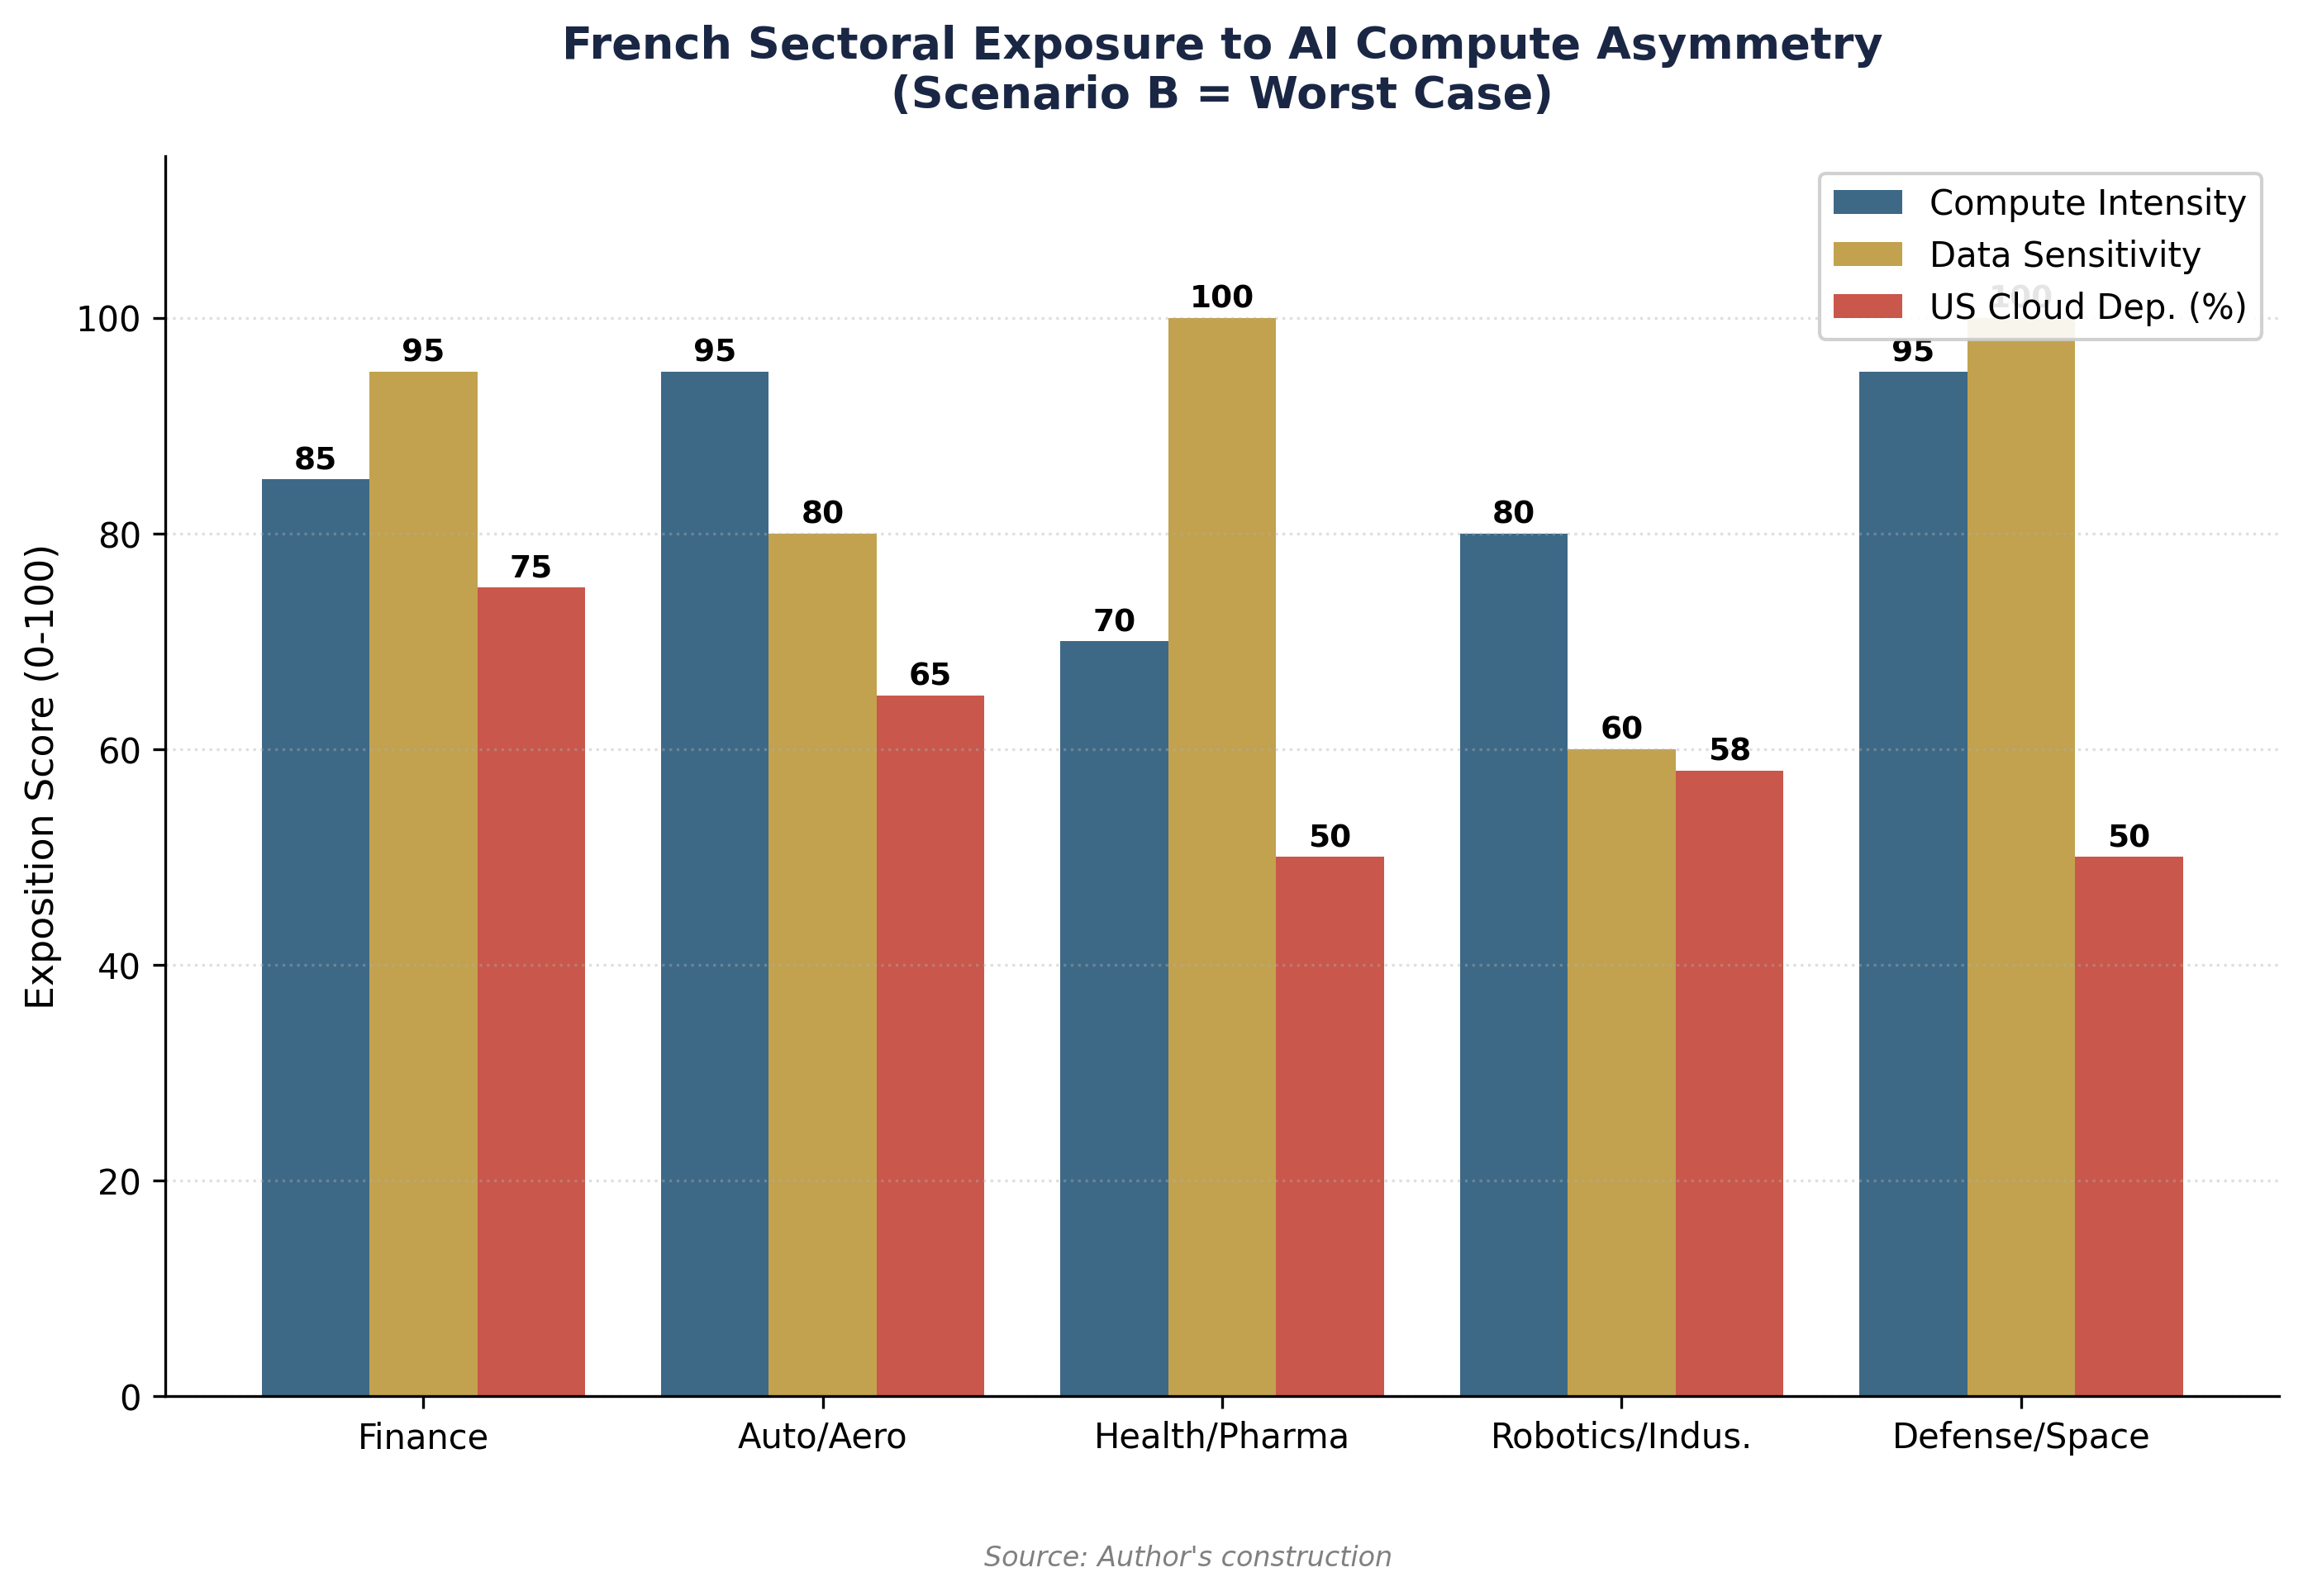 French Sectoral Exposure to AI Compute Asymmetry
(Scenario B = Worst Case)
Compute Intensity
Data Sensitivity
US Cloud Dep. (%)
Exposition Score (0-100)
100
80
60
40
20
0
85
95
75
95
80
65
70
100
50
80
60
58
95
100
50
Finance
Auto/Aero
Health/Pharma
Robotics/Indus.
Defense/Space
Source: Author's construction